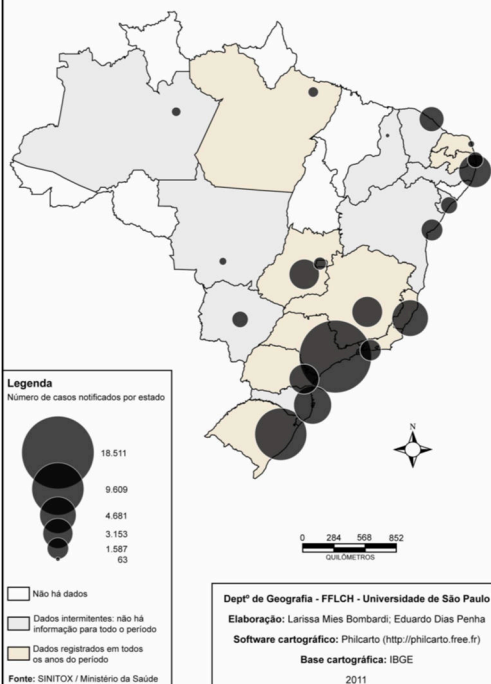 N
0 284 568 852
QUILÔMETROS
Legenda
Número de casos notificados por estado
18.511
9.609
4.681
3.153
1.587
63
Não há dados
Dados intermitentes: não há
informação para todo o período
Dados registrados em todos
os anos do período
Fonte: SINITOX / Ministério da Saúde
Deptº de Geografia - FFLCH - Universidade de São Paulo
Elaboração: Larissa Mies Bombardi; Eduardo Dias Penha
Software cartográfico: Philcarto (http://philcarto.free.fr)
Base cartográfica: IBGE
2011